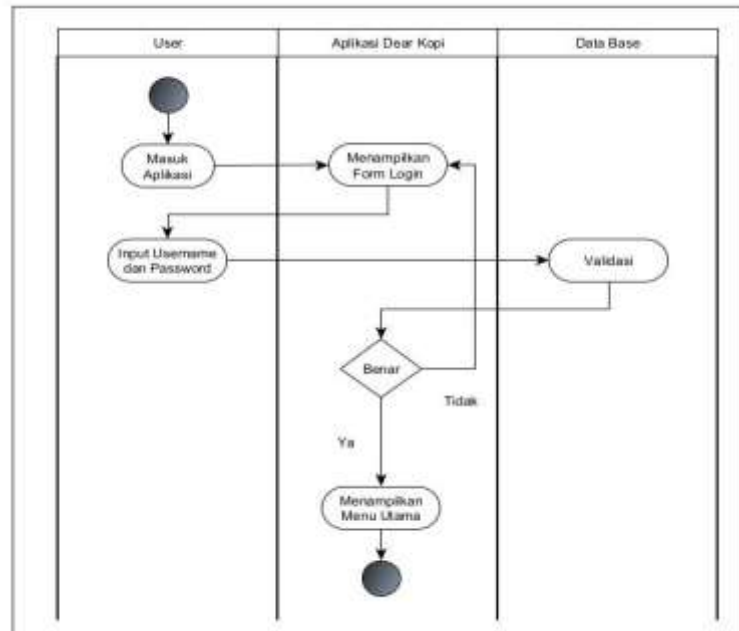 User
Aplikasi Dear Kopi
Data Base
Masuk
Aplikasi
Menampilkan
Form Login
Input Username
dan Password
Validasi
Benar
Tidak
Ya
Menampilkan
Menu Utama